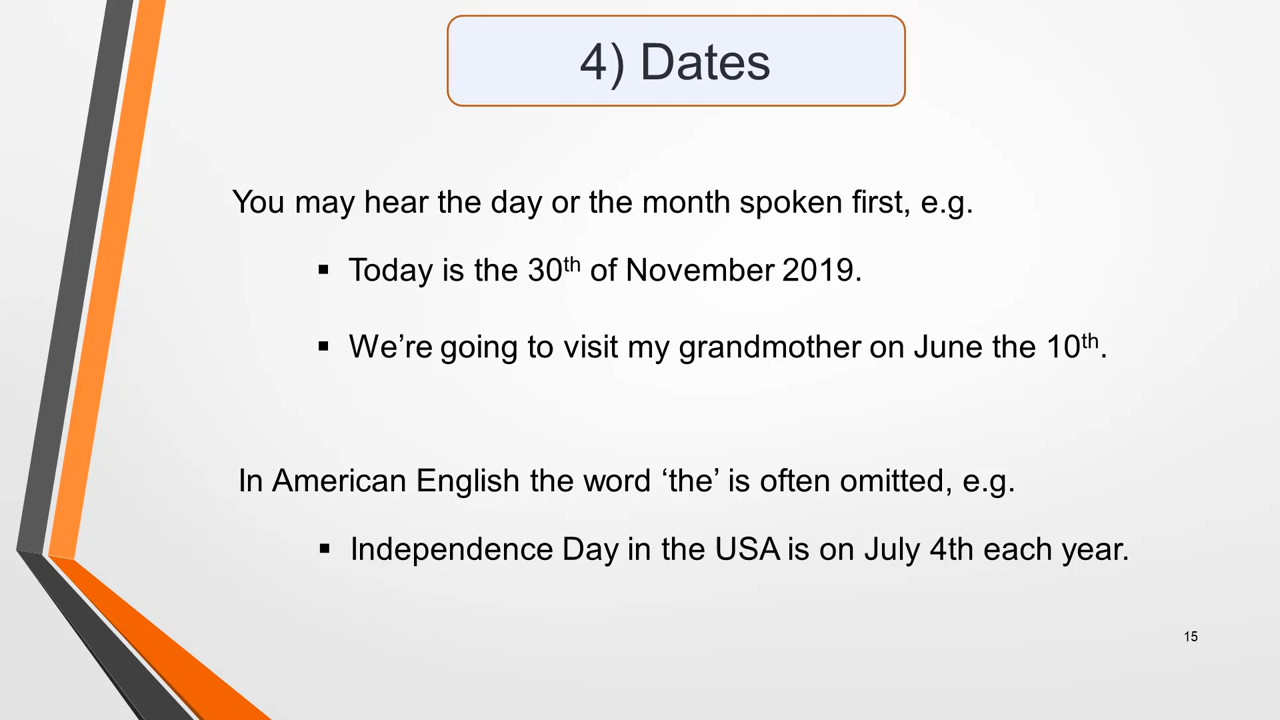 4) Dates
You may hear the day or the month spoken first, e.g.
▪ Today is the 30th of November 2019.
▪ We’re going to visit my grandmother on June the 10th.
In American English the word ‘the’ is often omitted, e.g.
▪ Independence Day in the USA is on July 4th each year.
15